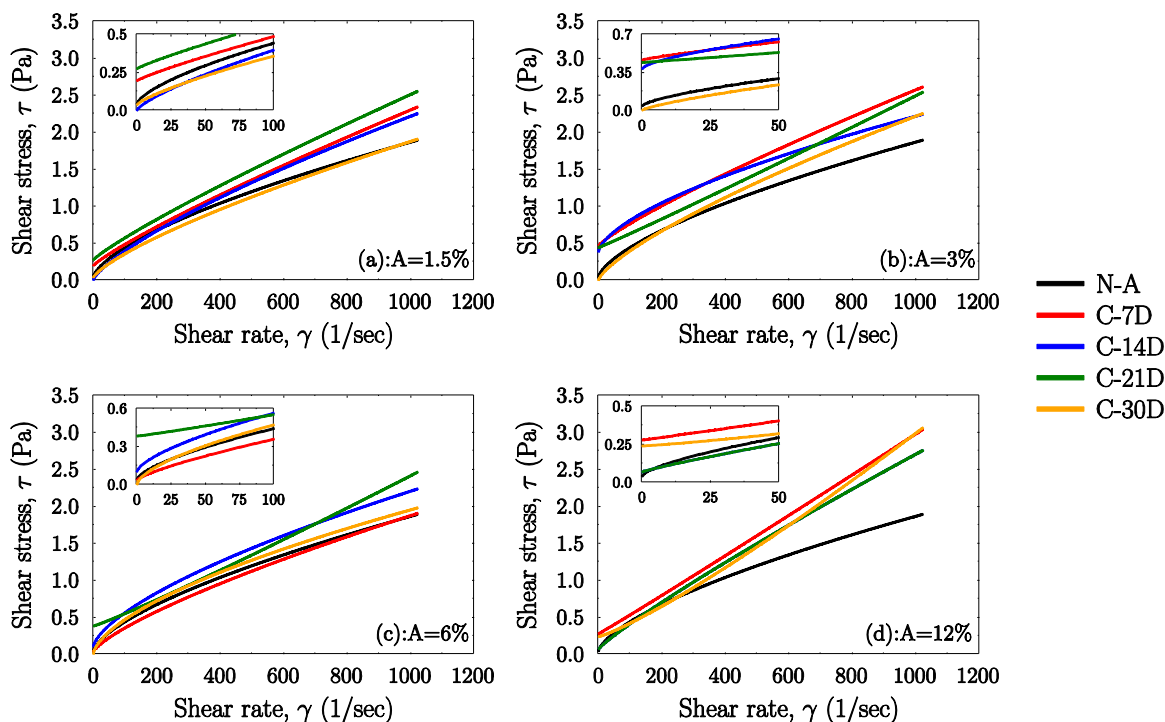 3.5
3.0
2.5
2.0
1.5
1.0
0.5
0.0
Shear stress, τ (Pa)
0.5
0.25
0.0
0 25 50 75 100
(a):A=1.5%
0 200 400 600 800 1000 1200
Shear rate, γ (1/sec)
3.5
3.0
2.5
2.0
1.5
1.0
0.5
0.0
Shear stress, τ (Pa)
0.7
0.35
0.0
0 25 50
(b):A=3%
0 200 400 600 800 1000 1200
Shear rate, γ (1/sec)
N-A
C-7D
C-14D
C-21D
C-30D
3.5
3.0
2.5
2.0
1.5
1.0
0.5
0.0
Shear stress, τ (Pa)
0.6
0.3
0.0
0 25 50 75 100
(c):A=6%
0 200 400 600 800 1000 1200
Shear rate, γ (1/sec)
3.5
3.0
2.5
2.0
1.5
1.0
0.5
0.0
Shear stress, τ (Pa)
0.5
0.25
0.0
0 25 50
(d):A=12%
0 200 400 600 800 1000 1200
Shear rate, γ (1/sec)